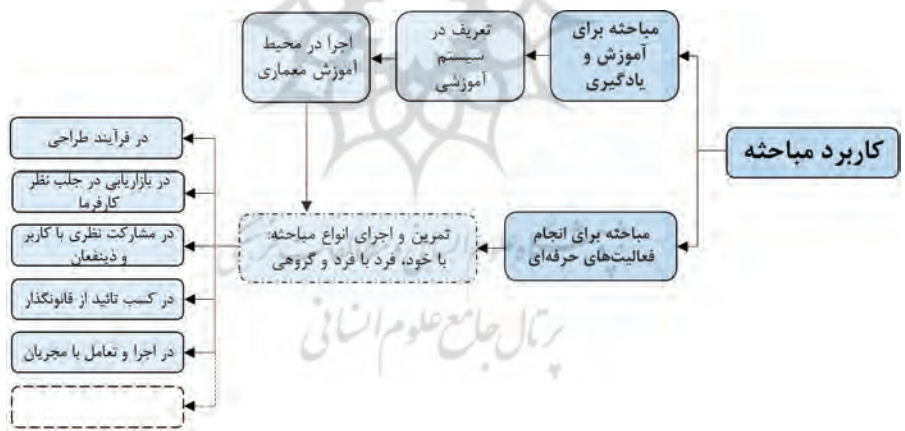 کاربرد مباحثه
مباحثه برای
آموزش و
یادگیری
تعریف در
سیستم
آموزشی
اجرا در محیط
آموزش معماری
مباحثه برای انجام
فعالیت‌های حرفه‌ای
تمرین و اجرای انواع مباحثه:
با خود، فرد با فرد و گروهی
در فرآیند طراحی
در بازاریابی در جلب نظر
کارفرما
در مشارکت نظری با کاربر
و ذینفعان
در کسب تائید از قانونگذار
در اجرا و تعامل با مجریان
پرتال جامع علوم انسانی